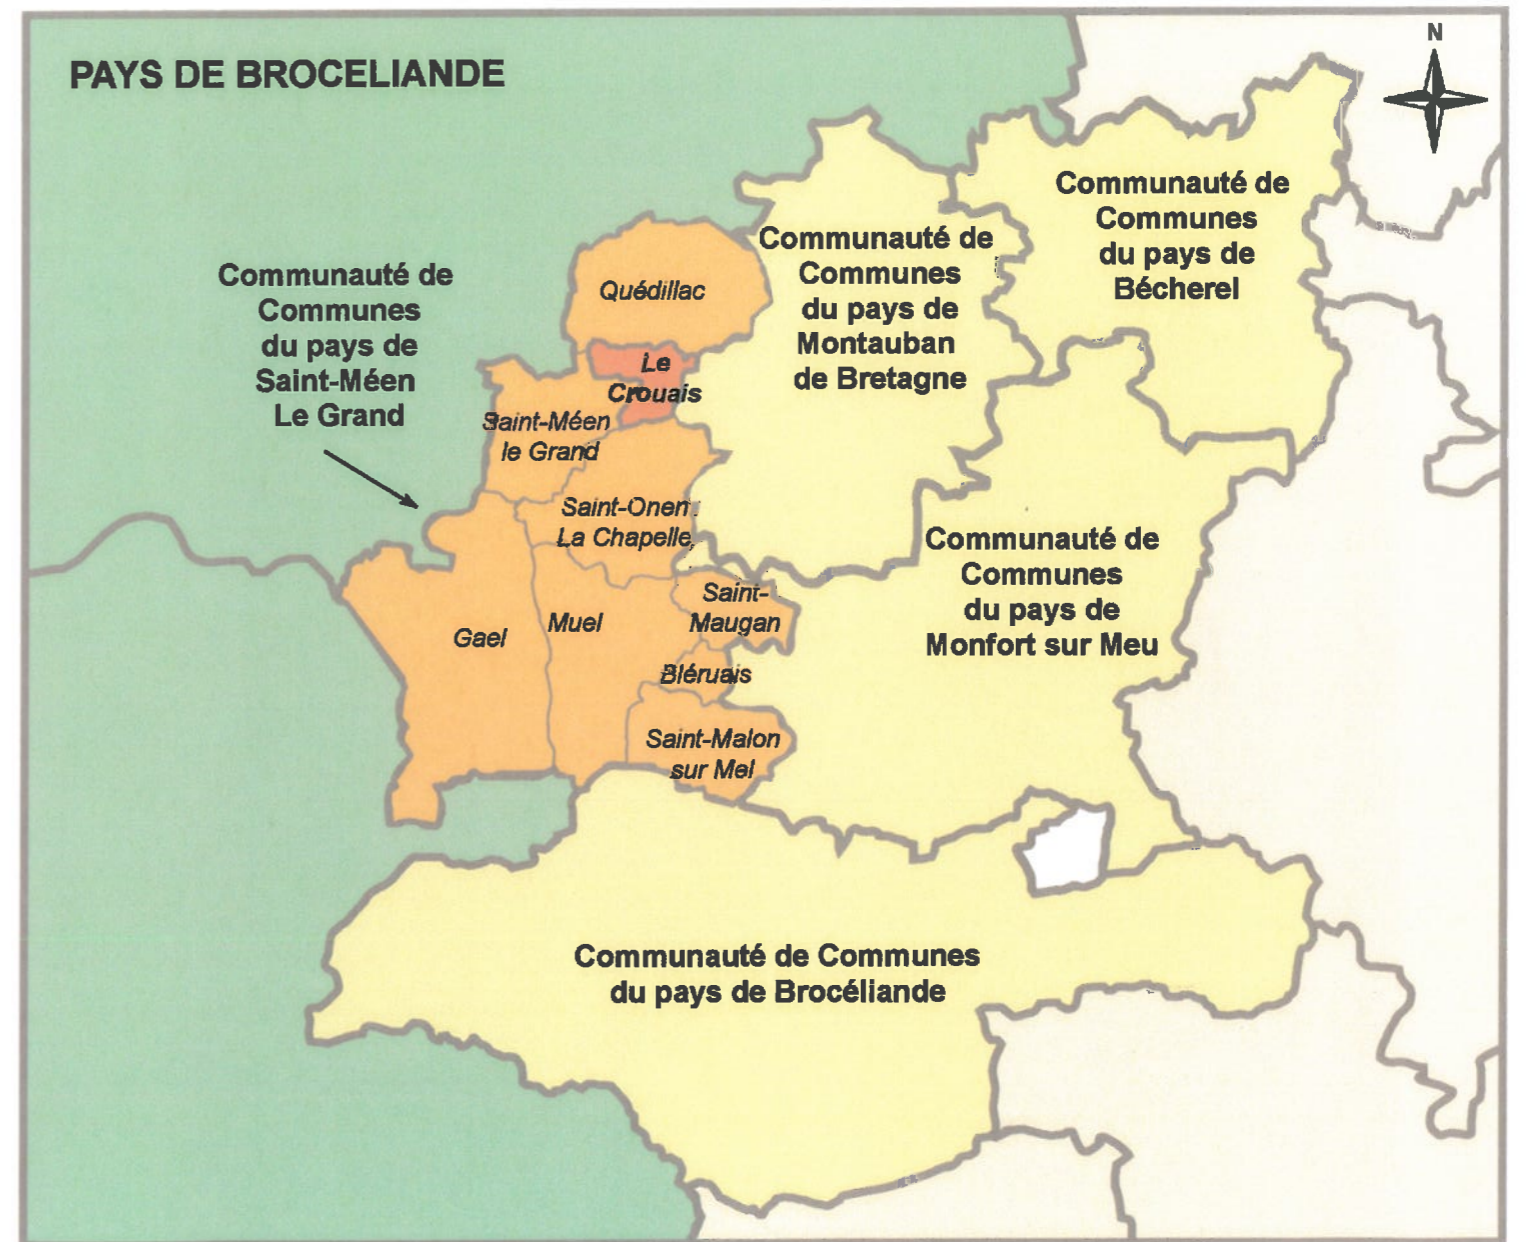 PAYS DE BROCELIANDE
N
Communauté de
Communes
du pays de
Bécherel
Communauté de
Communes
du pays de
Montauban
de Bretagne
Communauté de
Communes
du pays de
Saint-Méen
Le Grand
Quédillac
Le
Crouais
Saint-Méen
le Grand
Saint-Onen
La Chapelle
Communauté de
Communes
du pays de
Monfort sur Meu
Saint-
Maugan
Muel
Gael
Bléruais
Saint-Malon
sur Mel
Communauté de Communes
du pays de Brocéliande